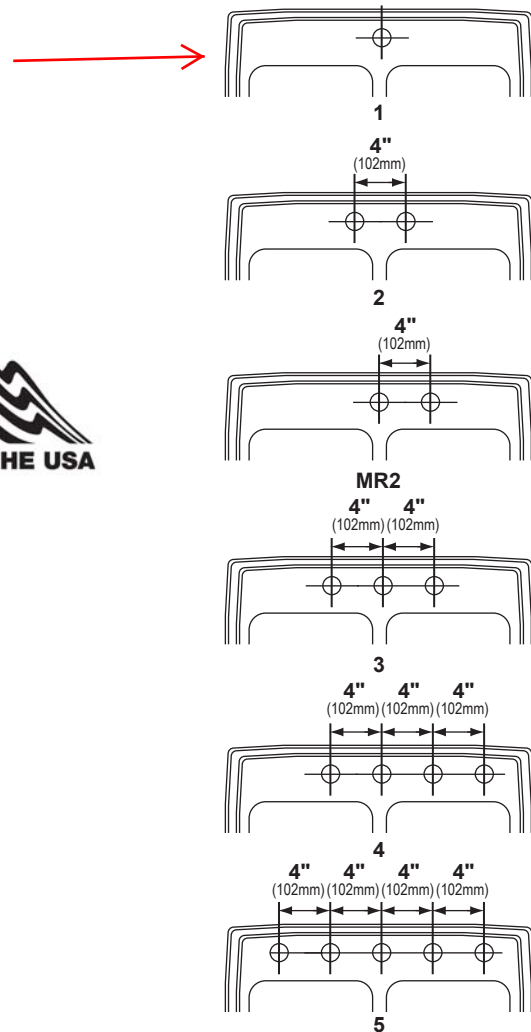 1
4"
(102mm)
2
4"
(102mm)
HE USA
MR2
4" 4"
(102mm) (102mm)
3
4" 4" 4"
(102mm) (102mm) (102mm)
4
4" 4" 4" 4"
(102mm) (102mm) (102mm) (102mm)
5